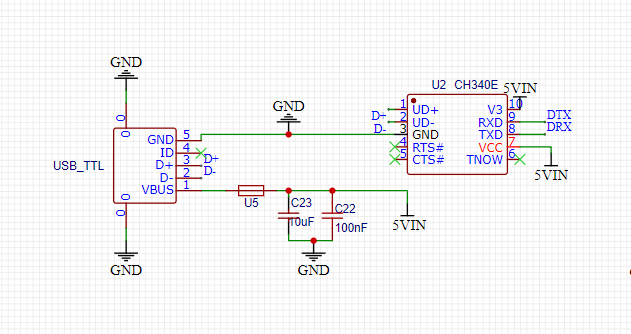 GND
0
0
USB_TTL
GND 5
ID 4
D+ 3
D- 2
VBUS 1
D+
D-
0
0
GND
GND
U5
C23
10uF
C22
100nF
GND
5VIN
U2 CH340E
5VIN
D+
D-
1 UD+
2 UD-
3 GND
4 RTS#
5 CTS#
V3 10
RXD 9
TXD 8
VCC 7
TNOW 6
DTX
DRX
5VIN